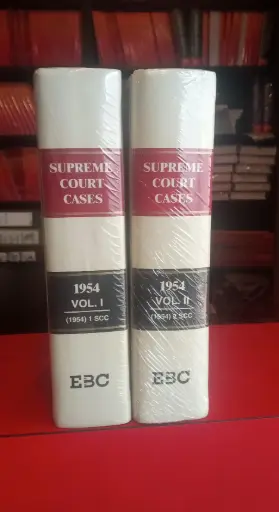 SUPREME
COURT
CASES
1954
VOL. I
(1954) 1 SCC
EBC
SUPREME
COURT
CASES
1954
VOL. II
(1954) 2 SCC
EBC